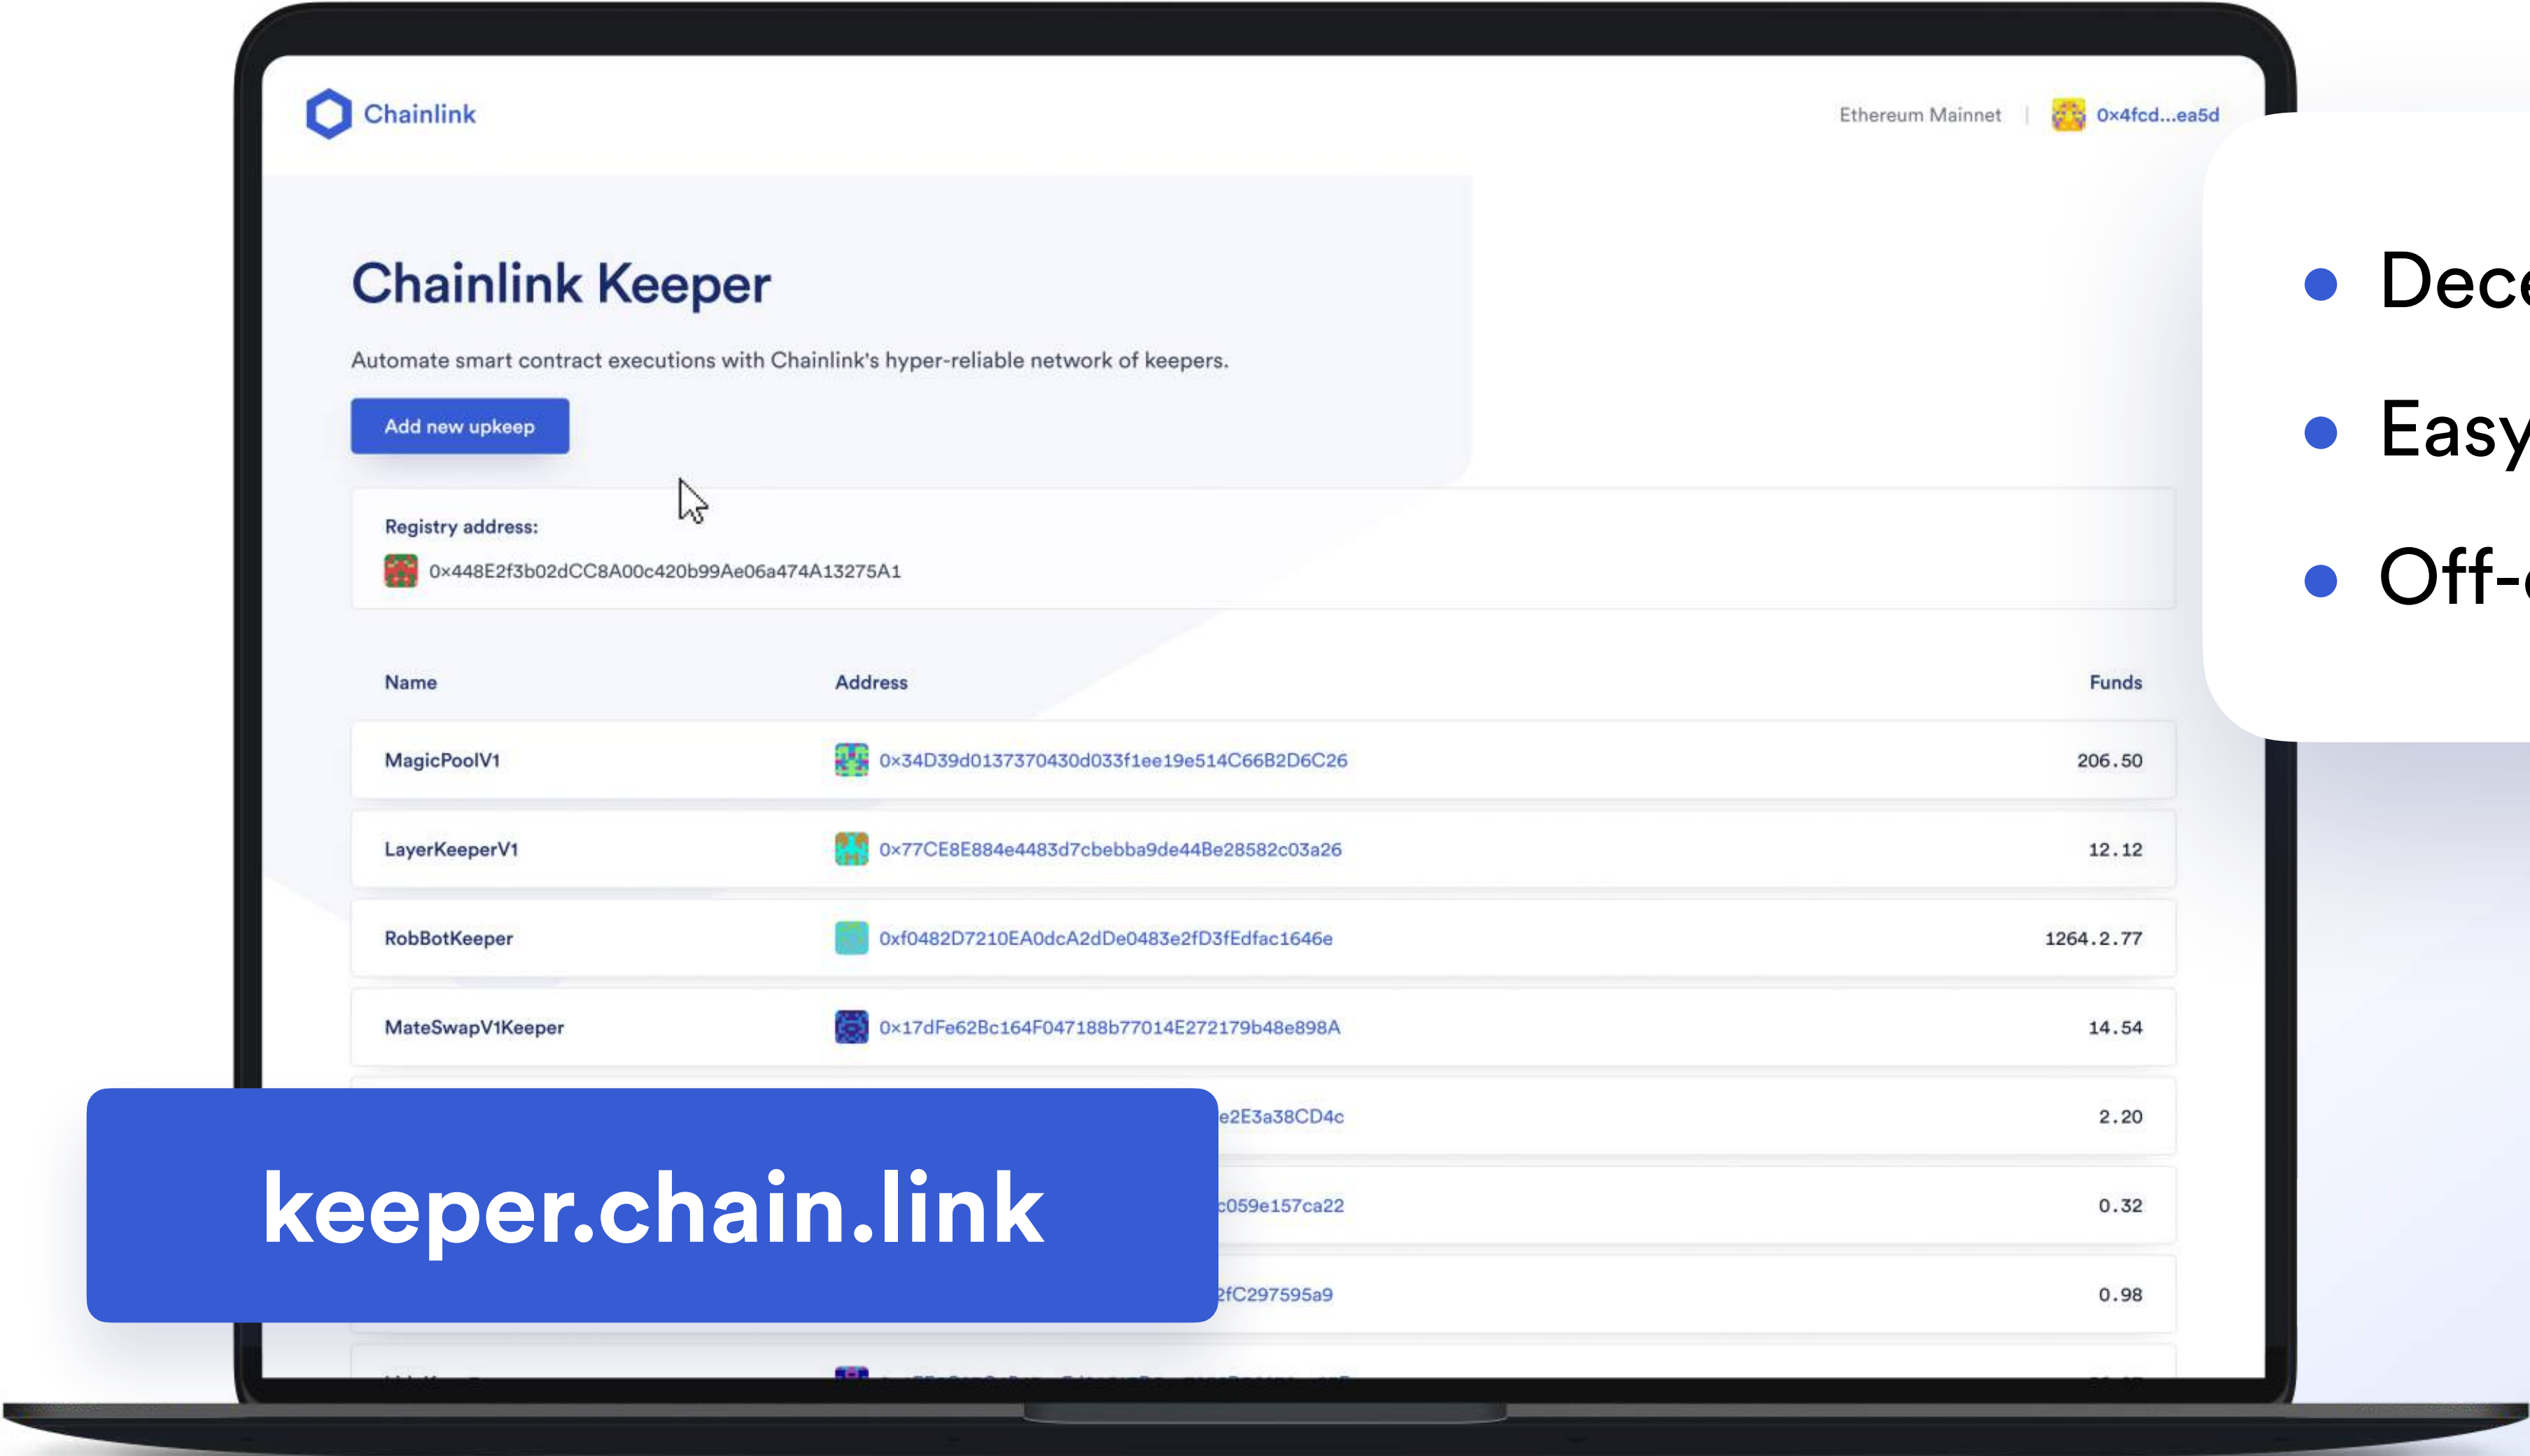 Chainlink
Ethereum Mainnet | 0x4fcd...ea5d
Chainlink Keeper
Automate smart contract executions with Chainlink's hyper-reliable network of keepers.
Add new upkeep
Registry address:
0x448E2f3b02dCC8A00c420b99Ae06a474A13275A1
Name Address Funds
MagicPoolV1 0x34D39d0137370430d033f1ee19e514C66B2D6C26 206.50
LayerKeeperV1 0x77CE8E884e4483d7cbebba9de44Be28582c03a26 12.12
RobBotKeeper 0xf0482D7210EA0dcA2dDe0483e2fD3fEdfac1646e 1264.2.77
MateSwapV1Keeper 0x17dFe62Bc164F047188b77014E272179b48e898A 14.54
e2E3a38CD4c 2.20
c059e157ca22 0.32
2fC297595a9 0.98
keeper.chain.link
Easy